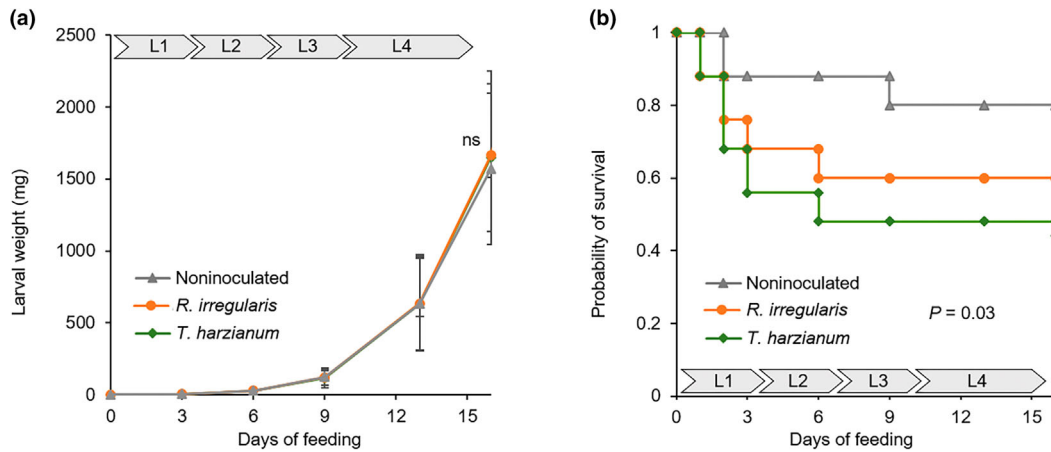 (a)
2500
2000
1500
1000
500
0
Larval weight (mg)
L1 L2 L3 L4
ns
Noninoculated
R. irregularis
T. harzianum
0 3 6 9 12 15
Days of feeding
(b)
1
0.8
0.6
0.4
0.2
0
Probability of survival
Noninoculated
R. irregularis
T. harzianum
P = 0.03
L1 L2 L3 L4
0 3 6 9 12 15
Days of feeding